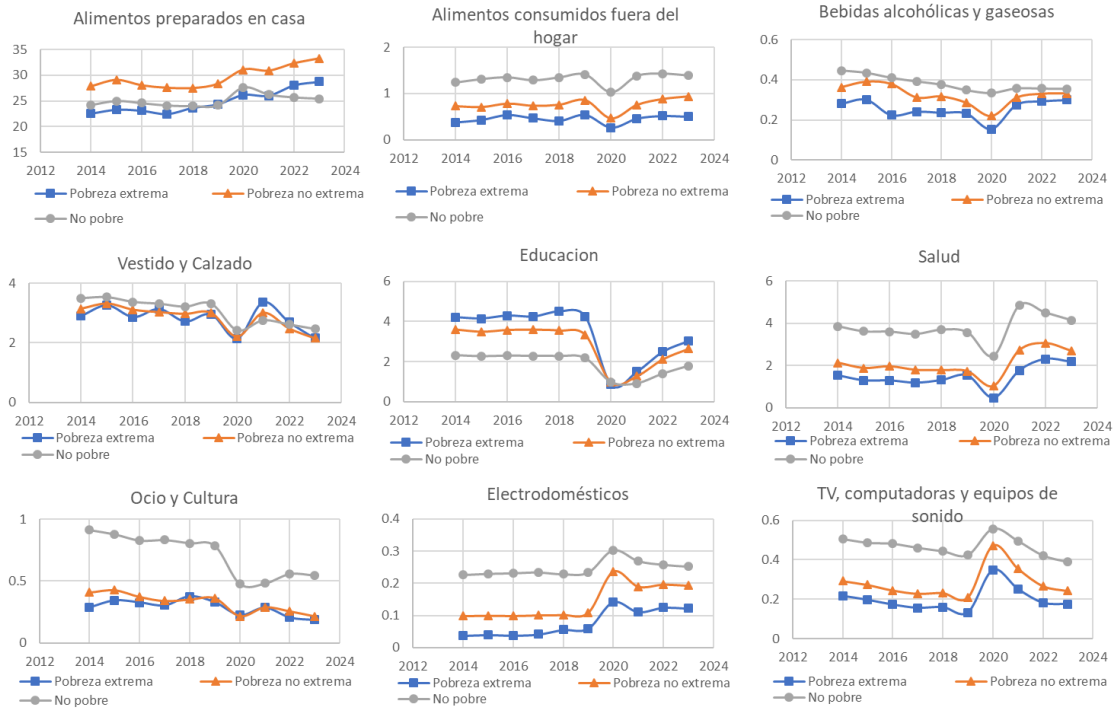 Alimentos preparados en casa
35
30
25
20
15
2012 2014 2016 2018 2020 2022 2024
Pobreza extrema Pobreza no extrema
No pobre
Alimentos consumidos fuera del
hogar
2
1
0
2012 2014 2016 2018 2020 2022 2024
Pobreza extrema Pobreza no extrema
No pobre
Bebidas alcohólicas y gaseosas
0.6
0.4
0.2
0
2012 2014 2016 2018 2020 2022 2024
Pobreza extrema Pobreza no extrema
No pobre
Vestido y Calzado
4
2
0
2012 2014 2016 2018 2020 2022 2024
Pobreza extrema Pobreza no extrema
No pobre
Educacion
6
4
2
0
2012 2014 2016 2018 2020 2022 2024
Pobreza extrema Pobreza no extrema
No pobre
Salud
6
4
2
0
2012 2014 2016 2018 2020 2022 2024
Pobreza extrema Pobreza no extrema
No pobre
Ocio y Cultura
1
0.5
0
2012 2014 2016 2018 2020 2022 2024
Pobreza extrema Pobreza no extrema
No pobre
Electrodomésticos
0.4
0.3
0.2
0.1
0
2012 2014 2016 2018 2020 2022 2024
Pobreza extrema Pobreza no extrema
No pobre
TV, computadoras y equipos de
sonido
0.6
0.4
0.2
0
2012 2014 2016 2018 2020 2022 2024
Pobreza extrema Pobreza no extrema
No pobre